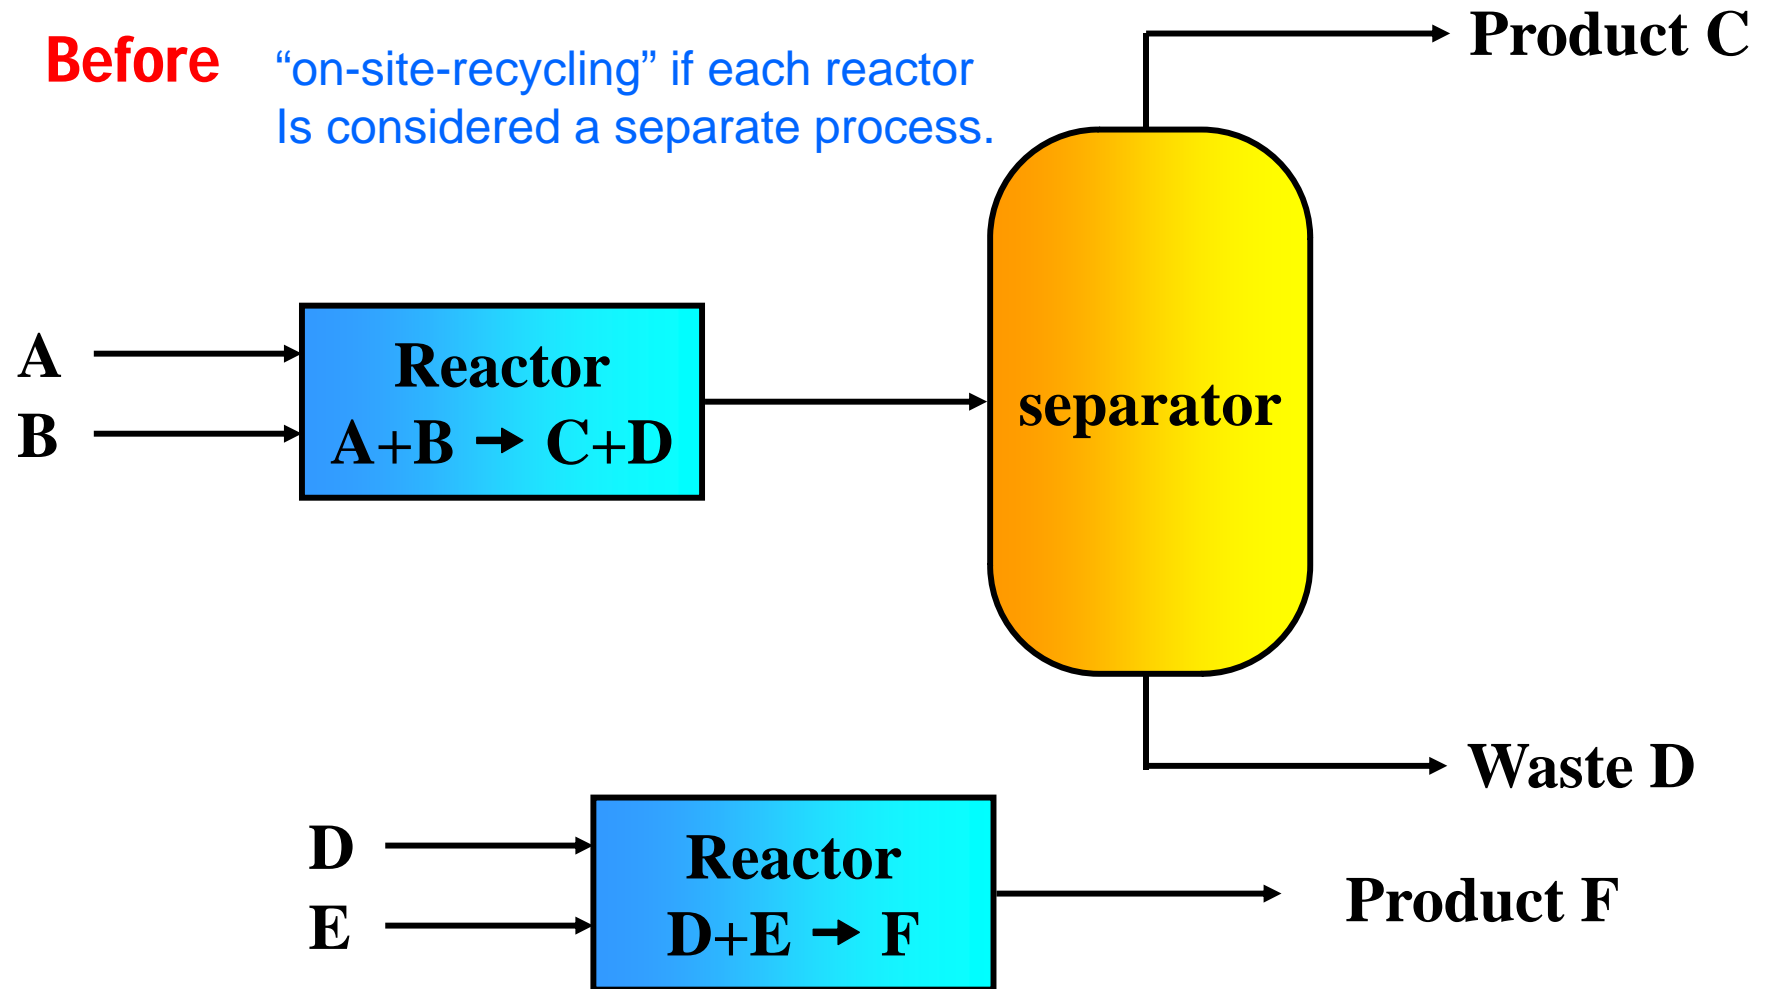 Before
“on-site-recycling” if each reactor
Is considered a separate process.
Product C
A
B
Reactor
A+B → C+D
separator
Waste D
D
E
Reactor
D+E → F
Product F